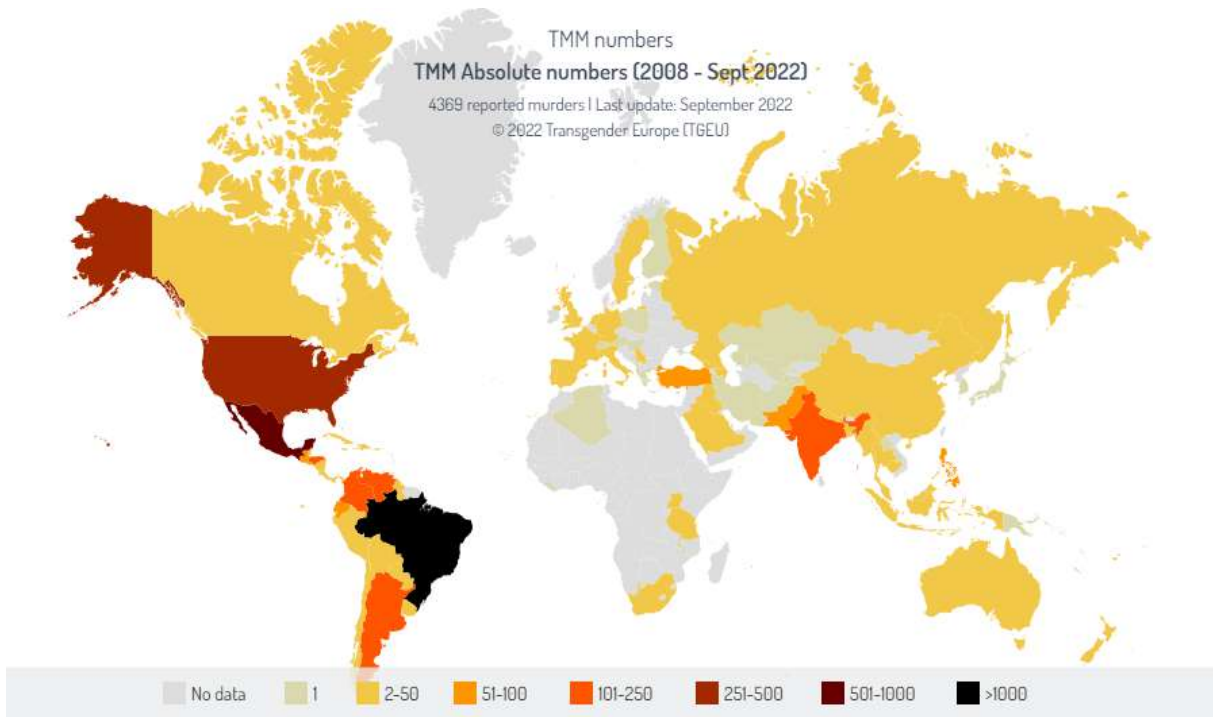 TMM numbers
TMM Absolute numbers (2008 - Sept 2022)
4369 reported murders | Last update: September 2022
© 2022 Transgender Europe (TGEU)
No data
1
2-50
51-100
101-250
251-500
501-1000
>1000